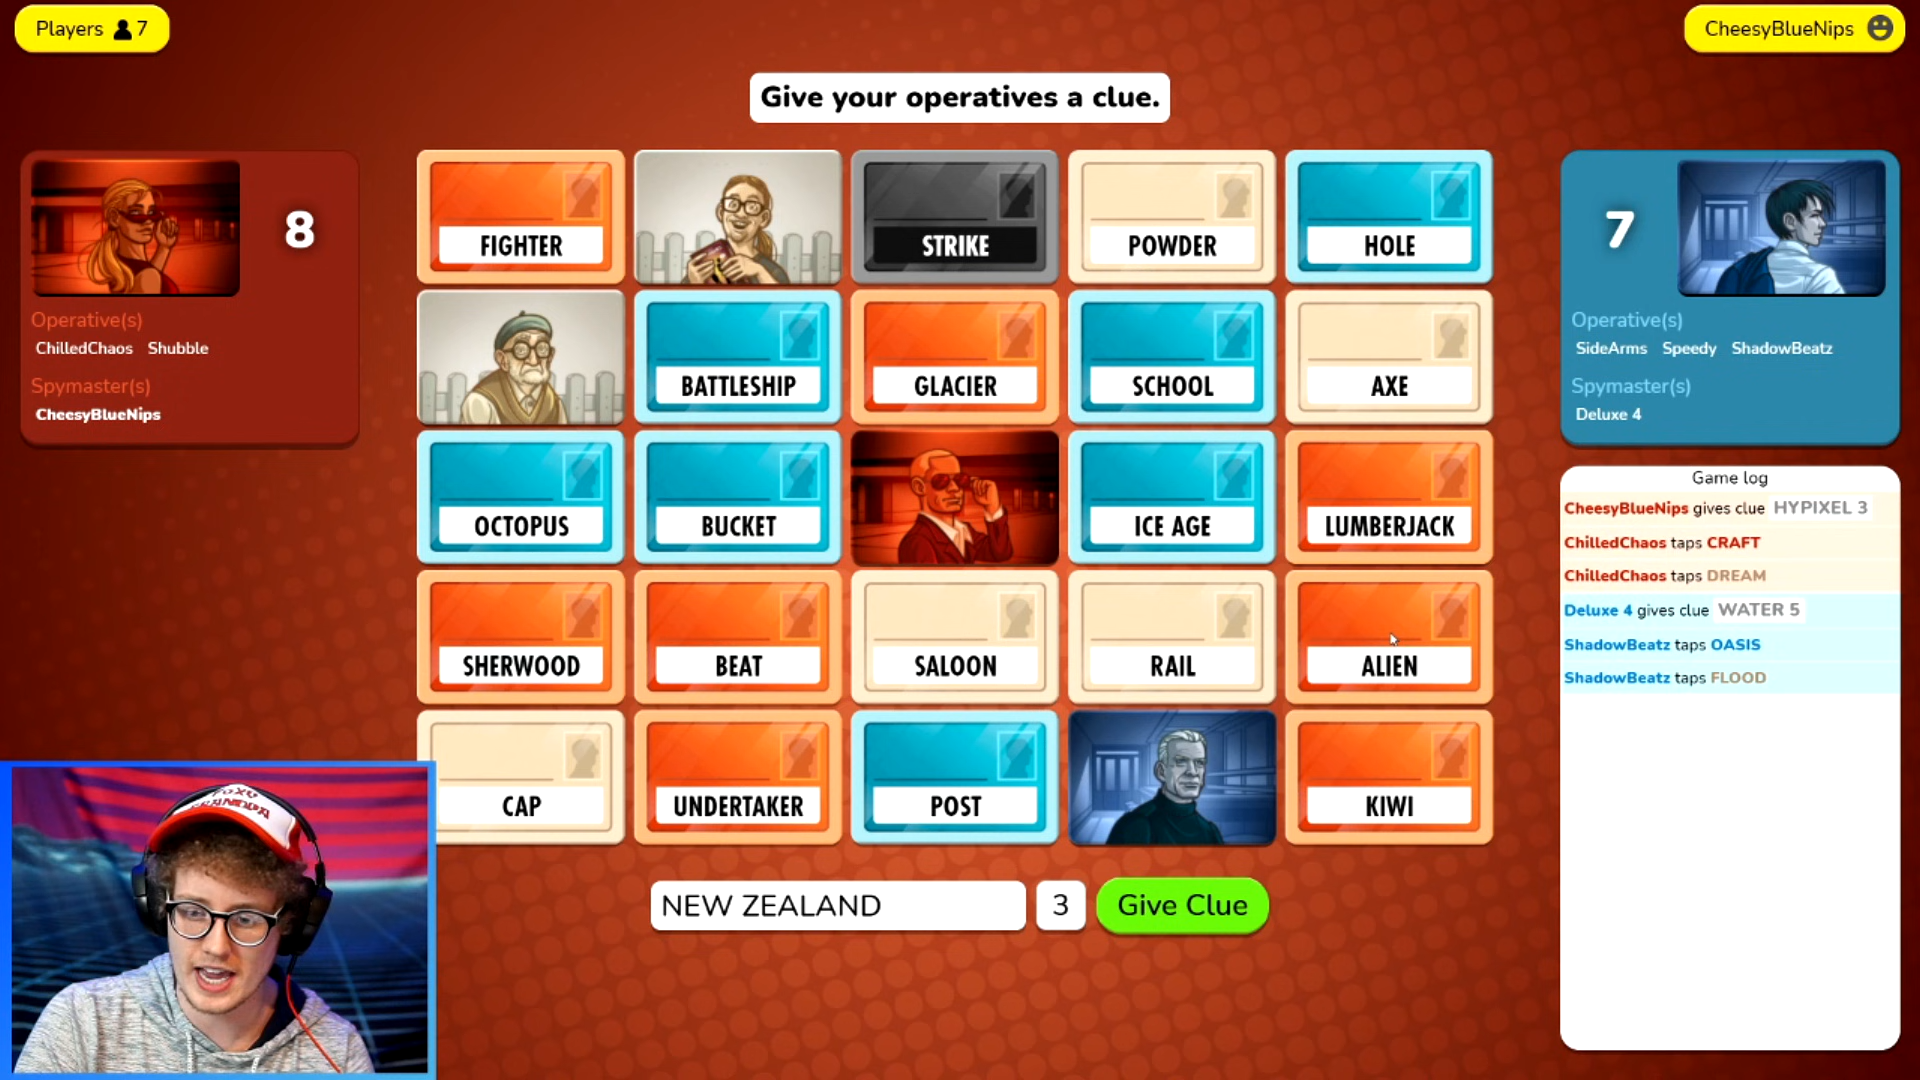 Players 7
CheesyBlueNips
Give your operatives a clue.
8
Operative(s)
ChilledChaos Shubble
Spymaster(s)
CheesyBlueNips
FIGHTER
STRIKE
POWDER
HOLE
BATTLESHIP
GLACIER
SCHOOL
AXE
OCTOPUS
BUCKET
ICE AGE
LUMBERJACK
SHERWOOD
BEAT
SALOON
RAIL
ALIEN
CAP
UNDERTAKER
POST
KIWI
NEW ZEALAND
3
Give Clue
7
Operative(s)
SideArms Speedy ShadowBeatz
Spymaster(s)
Deluxe 4
Game log
CheesyBlueNips gives clue HYPIXEL 3
ChilledChaos taps CRAFT
ChilledChaos taps DREAM
Deluxe 4 gives clue WATER 5
ShadowBeatz taps OASIS
ShadowBeatz taps FLOOD